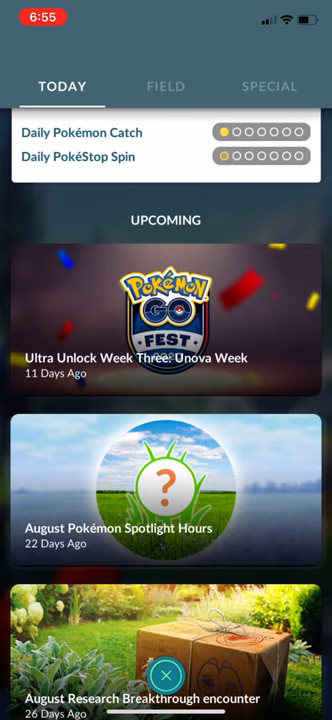 6:55
TODAY
FIELD
SPECIAL
Daily Pokémon Catch
Daily PokéStop Spin
UPCOMING
Pokémon
GO
FEST
Ultra Unlock Week Three: Unova Week
11 Days Ago
?
August Pokémon Spotlight Hours
22 Days Ago
August Research Breakthrough encounter
26 Days Ago